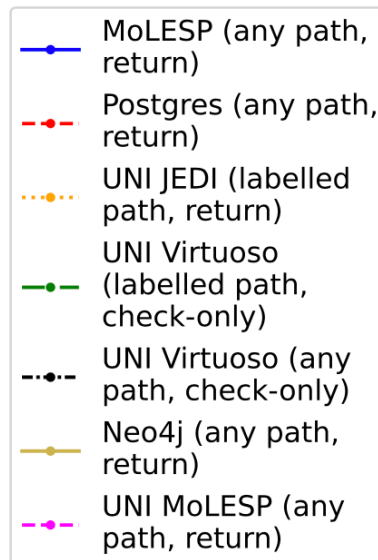 MoLESP (any path,
return)
Postgres (any path,
return)
UNI JEDI (labelled
path, return)
UNI Virtuoso
(labelled path,
check-only)
UNI Virtuoso (any
path, check-only)
Neo4j (any path,
return)
UNI MoLESP (any
path, return)